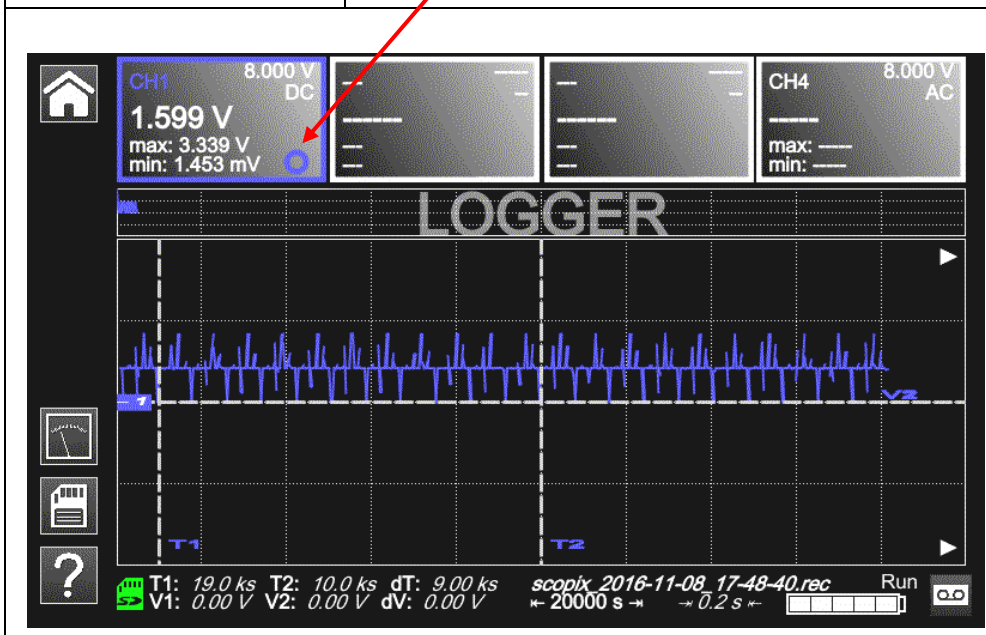 CH1 8.000 V
DC
1.599 V
max: 3.339 V
min: 1.453 mV
-- ----
--
------
--
--
-- ----
--
------
--
--
CH4 8.000 V
AC
-----
max: ----
min: ----
LOGGER
1
V2
T1
T2
T1: 19.0 ks T2: 10.0 ks dT: 9.00 ks scopix_2016-11-08_17-48-40.rec Run
V1: 0.00 V V2: 0.00 V dV: 0.00 V 20000 s 0.2 s
?